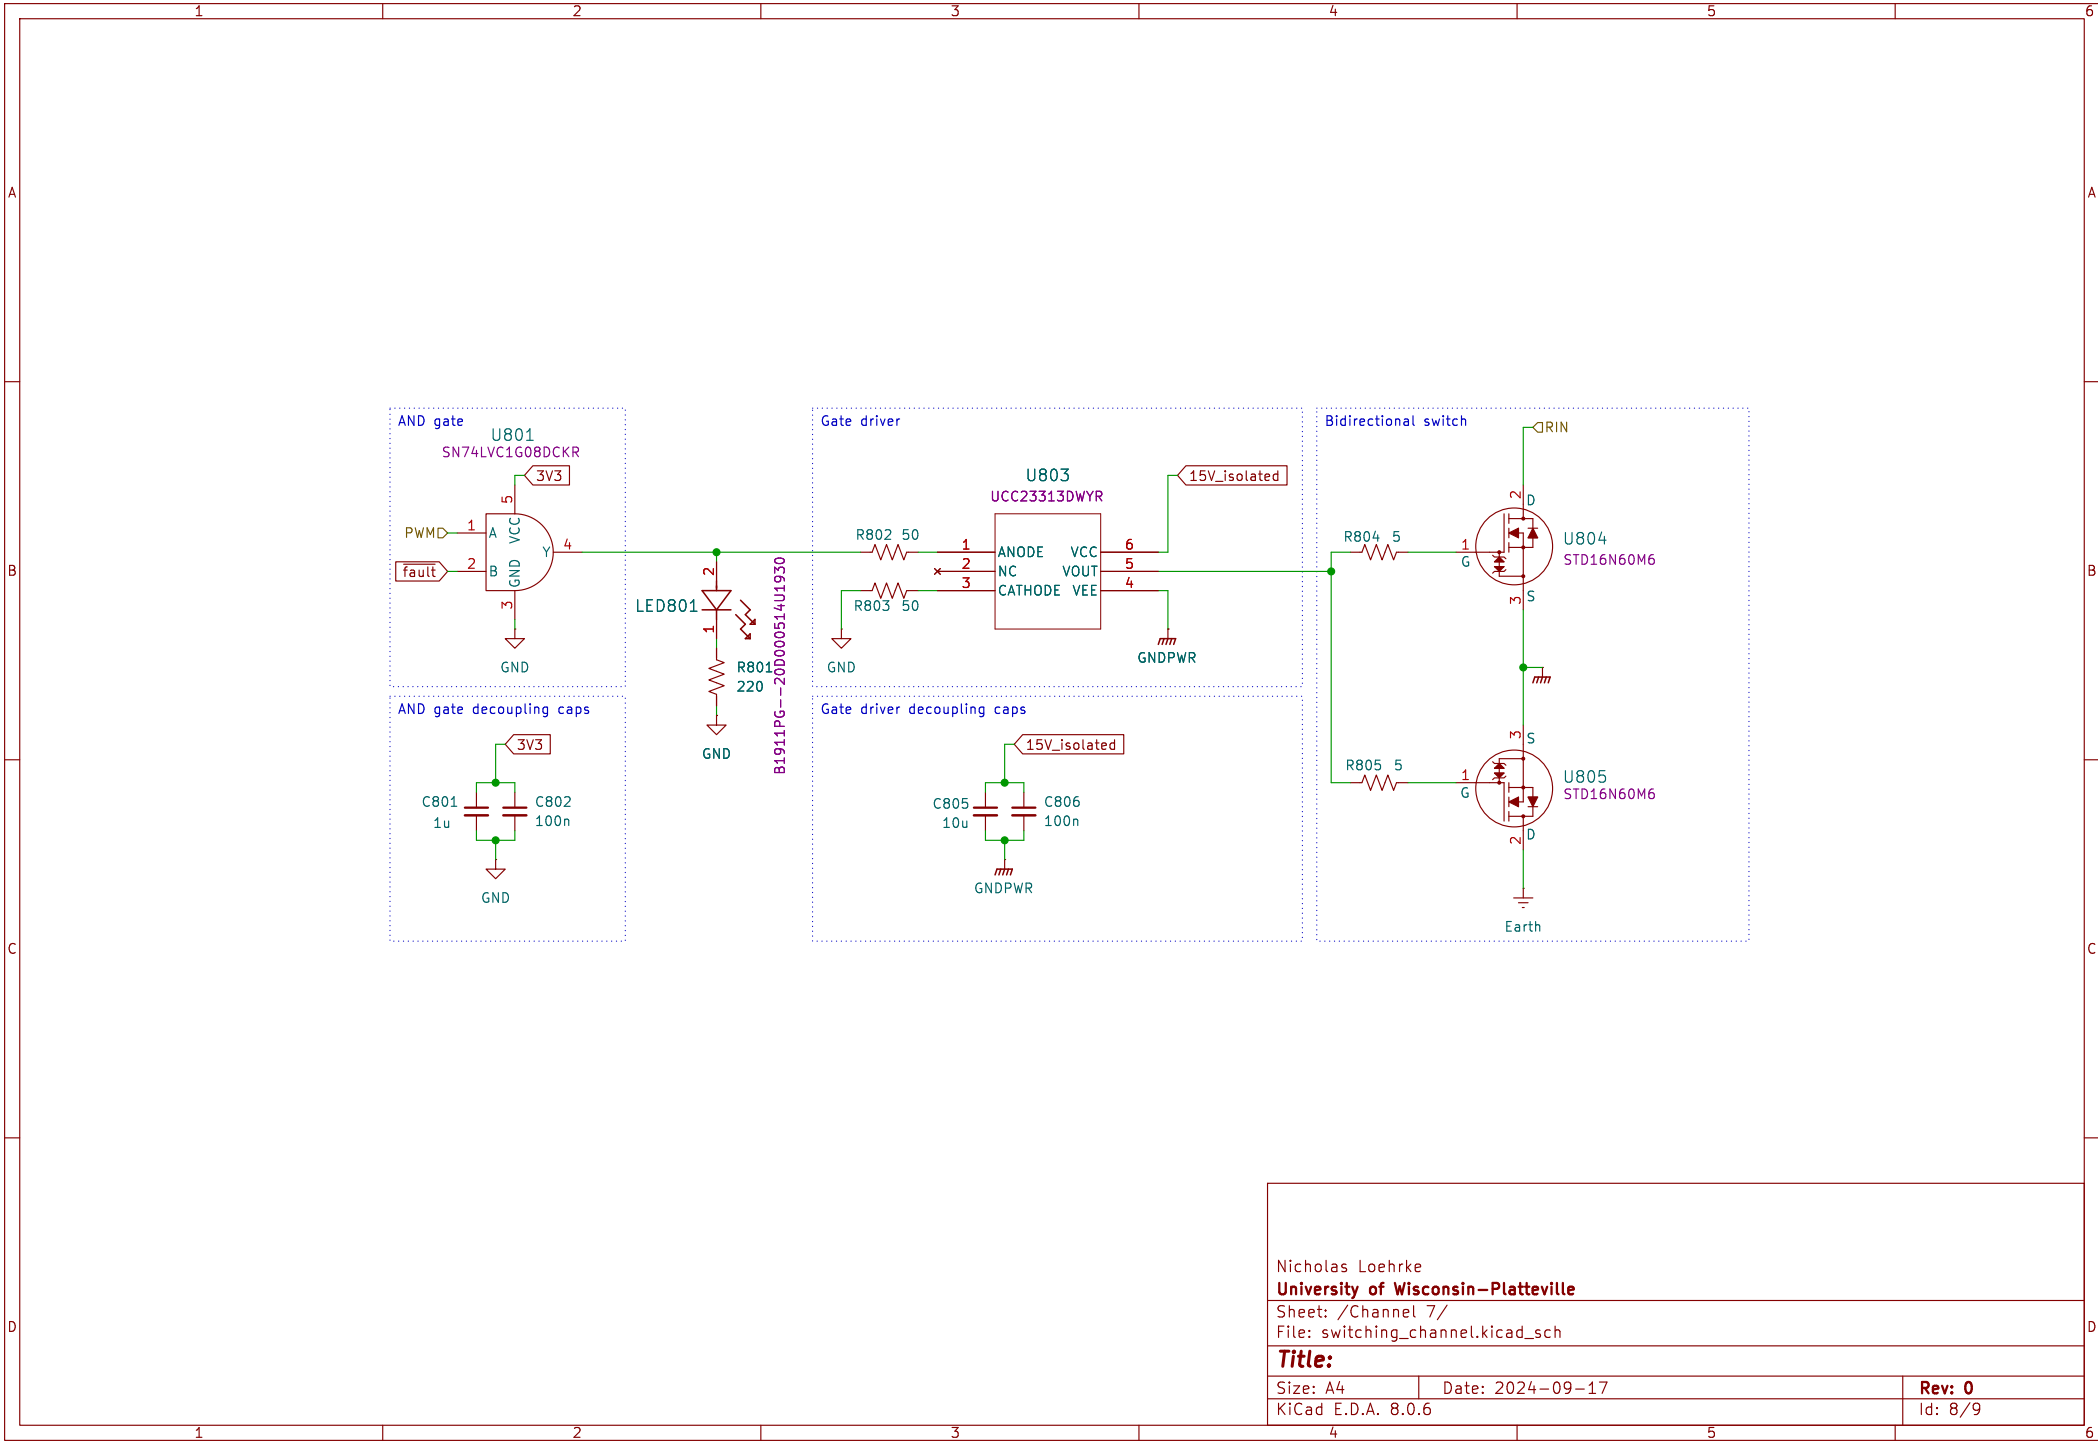 1 2 3 4 5 6
A A
B B
C C
D D
AND gate
U801
SN74LVC1G08DCKR
3V3
5
VCC
PWM 1 A
Y 4
fault 2 B
GND
3
GND
AND gate decoupling caps
3V3
C801
1u
C802
100n
GND
2
LED801
1
B1911PG--20D000514U1930
R801
220
GND
Gate driver
U803
UCC23313DWYR
15V_isolated
R802 50
1 ANODE VCC 6
2 NC VOUT 5
3 CATHODE VEE 4
R803 50
GND
GNDPWR
Gate driver decoupling caps
15V_isolated
C805
10u
C806
100n
GNDPWR
Bidirectional switch
RIN
2 D
R804 5
1
G
U804
STD16N60M6
3 S
3 S
R805 5
1
G
U805
STD16N60M6
2 D
Earth
Nicholas Loehrke
University of Wisconsin-Platteville
Sheet: /Channel 7/
File: switching_channel.kicad_sch
Title:
Size: A4 Date: 2024-09-17 Rev: 0
KiCad E.D.A. 8.0.6 Id: 8/9
1 2 3 4 5 6